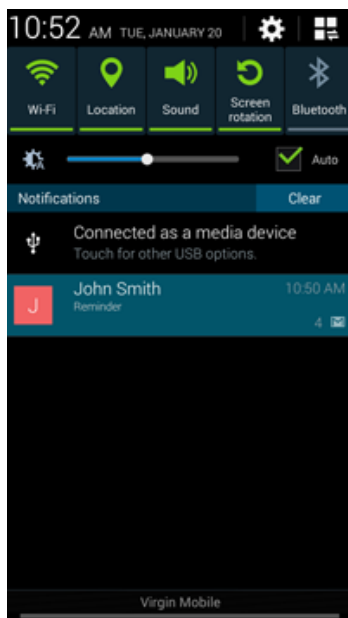 10:52 AM TUE, JANUARY 20
Wi-Fi Location Sound Screen rotation Bluetooth
Auto
Notifications Clear
Connected as a media device
Touch for other USB options.
J John Smith 10:50 AM
Reminder
4
Virgin Mobile